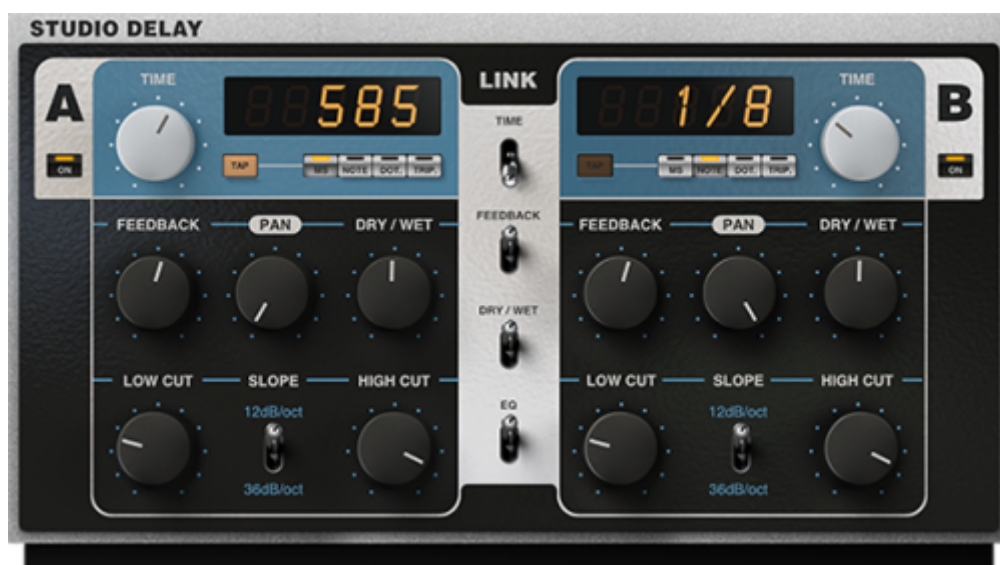 STUDIO DELAY
A
TIME
585
ON
TAP
MS NOTE DOT. TRIP.
FEEDBACK PAN DRY / WET
LOW CUT SLOPE HIGH CUT
12dB/oct
36dB/oct
LINK
TIME
FEEDBACK
DRY / WET
EQ
1/8
TIME
B
TAP
MS NOTE DOT. TRIP.
ON
FEEDBACK PAN DRY / WET
LOW CUT SLOPE HIGH CUT
12dB/oct
36dB/oct